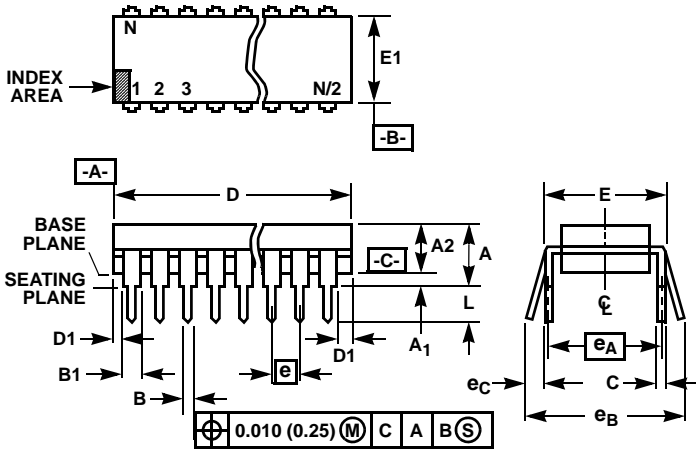 N
E1
INDEX
AREA
1 2 3 N/2
-B-
-A-
D
E
BASE
PLANE
A2
A
-C-
SEATING
PLANE
L
C
L
D1
A1
D1
eA
B1
e
eC
C
B
eB
0.010 (0.25) M C A B S